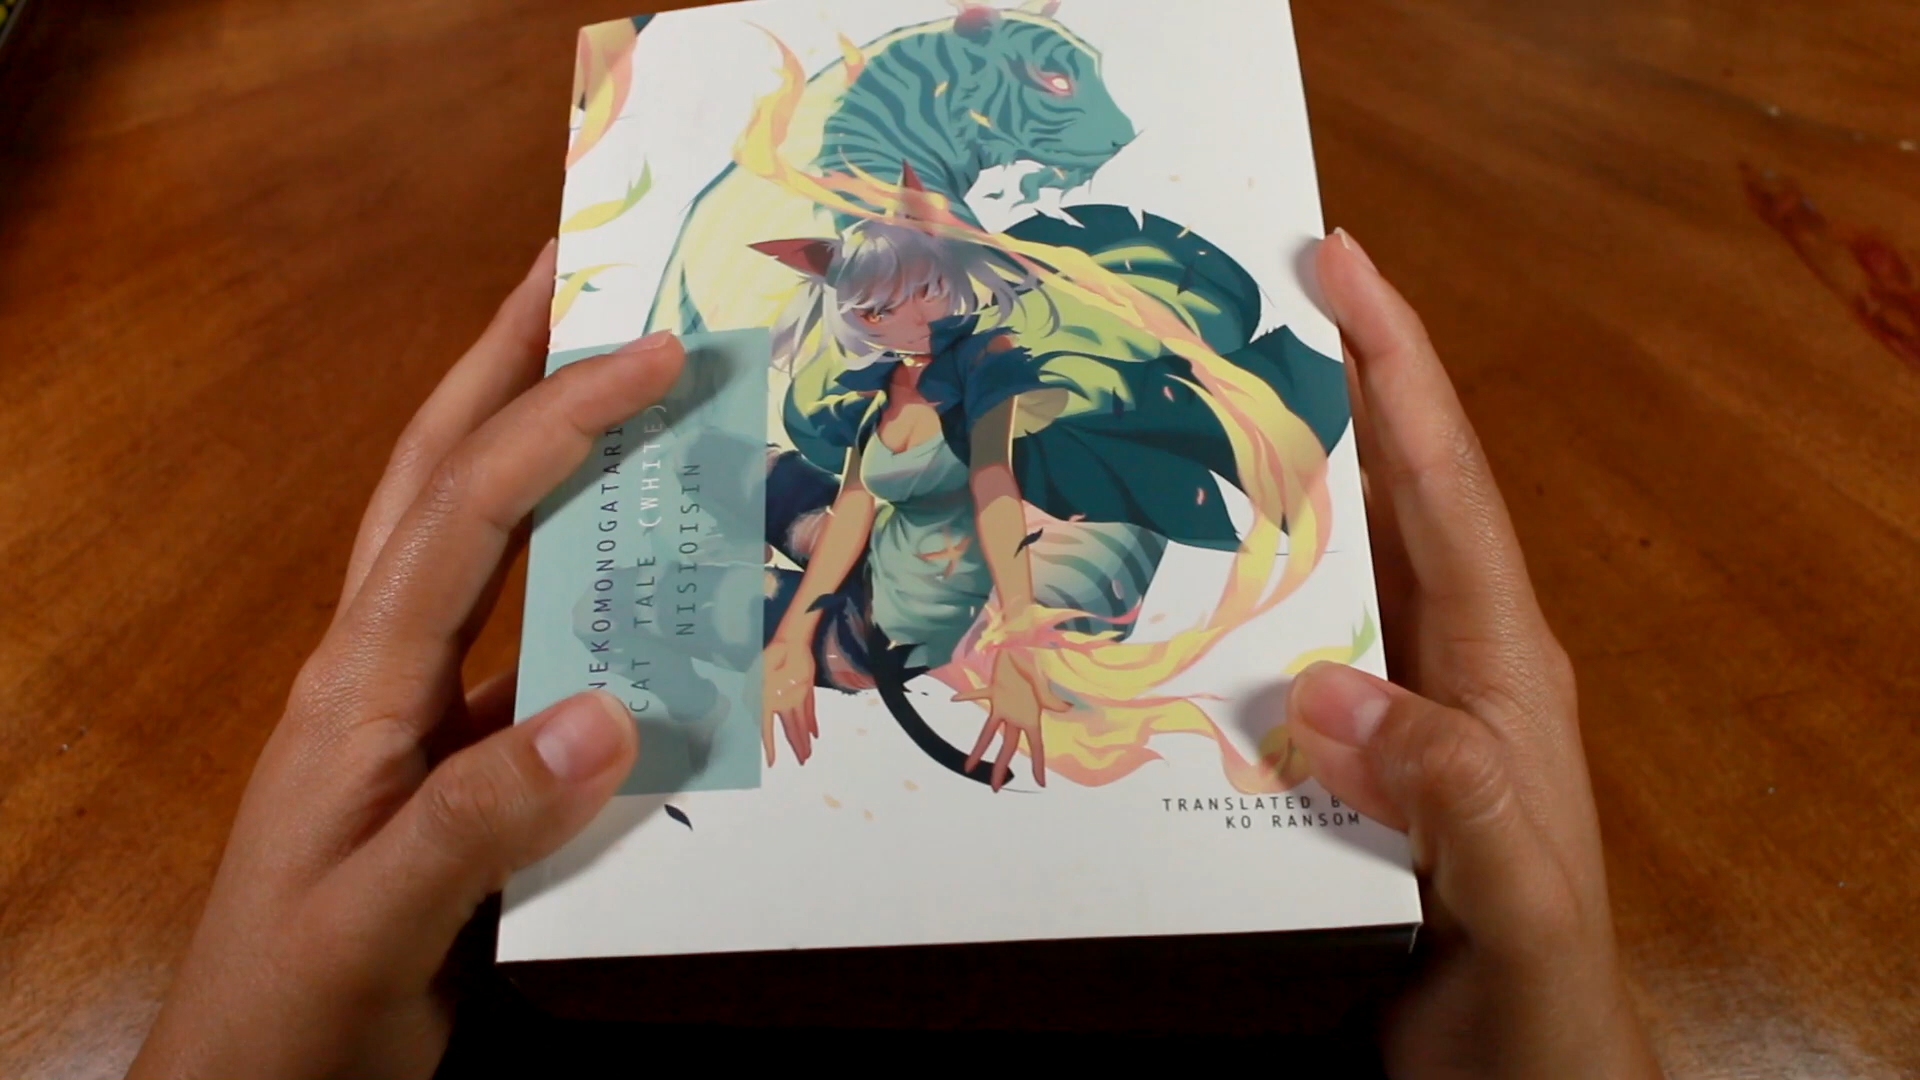 NEKOMONOGATARI
CAT TALE (WHITE)
NISIOISIN
TRANSLATED
KO RANSOM